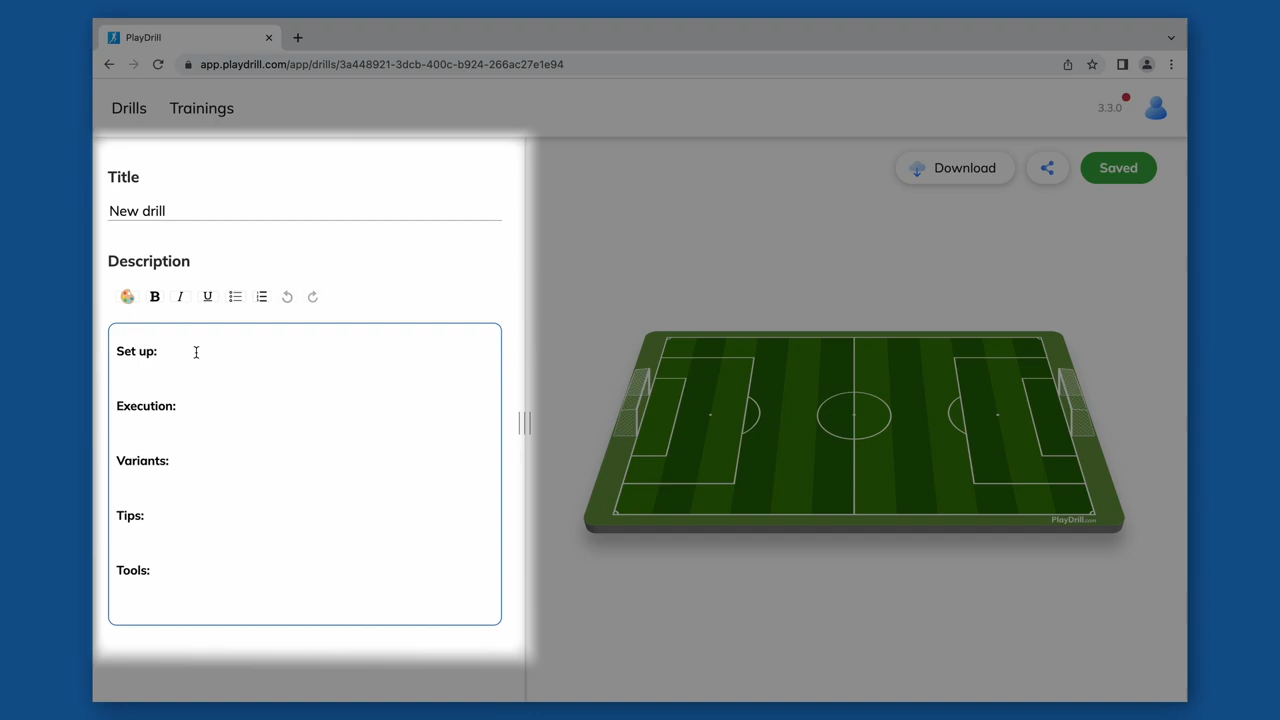 PlayDrill
app.playdrill.com/app/drills/3a448921-3dcb-400c-b924-266ac27e1e94
Drills Trainings 3.3.0
Download Saved
Title
New drill
Description
B I U
Set up:
Execution:
Variants:
Tips:
Tools:
PlayDrill.com